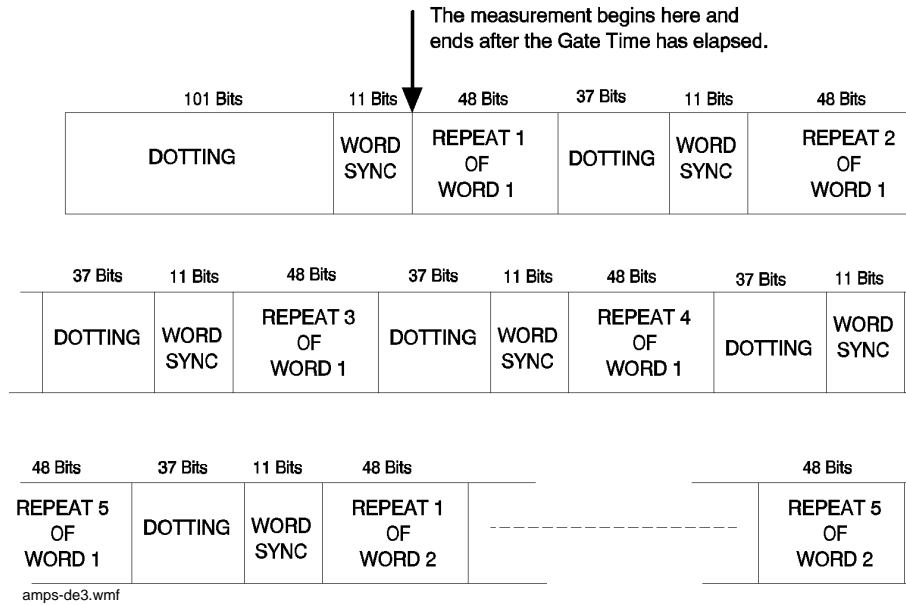 The measurement begins here and
ends after the Gate Time has elapsed.
101 Bits 11 Bits 48 Bits 37 Bits 11 Bits 48 Bits
DOTTING
WORD
SYNC
REPEAT 1
OF
WORD 1
DOTTING
WORD
SYNC
REPEAT 2
OF
WORD 1
37 Bits 11 Bits 48 Bits 37 Bits 11 Bits 48 Bits 37 Bits 11 Bits
DOTTING
WORD
SYNC
REPEAT 3
OF
WORD 1
DOTTING
WORD
SYNC
REPEAT 4
OF
WORD 1
DOTTING
WORD
SYNC
48 Bits 37 Bits 11 Bits 48 Bits 48 Bits
REPEAT 5
OF
WORD 1
DOTTING
WORD
SYNC
REPEAT 1
OF
WORD 2
REPEAT 5
OF
WORD 2
amps-de3.wmf